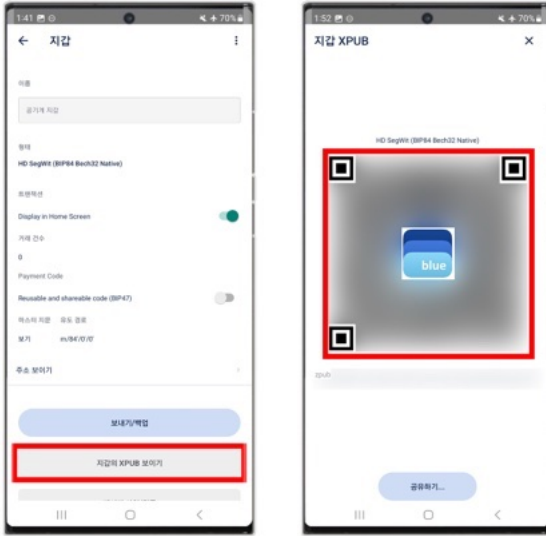 1:41
70%
지갑
이름
공기계 지갑
형태
HD SegWit (BIP84 Bech32 Native)
트랜잭션
Display in Home Screen
거래 건수
0
Payment Code
Reusable and shareable code (BIP47)
마스터 지문 유도 경로
보기 m/84'/0'/0'
주소 보이기
보내기/백업
지갑의 XPUB 보이기
1:52
70%
지갑 XPUB
HD SegWit (BIP84 Bech32 Native)
blue
zpub
공유하기...